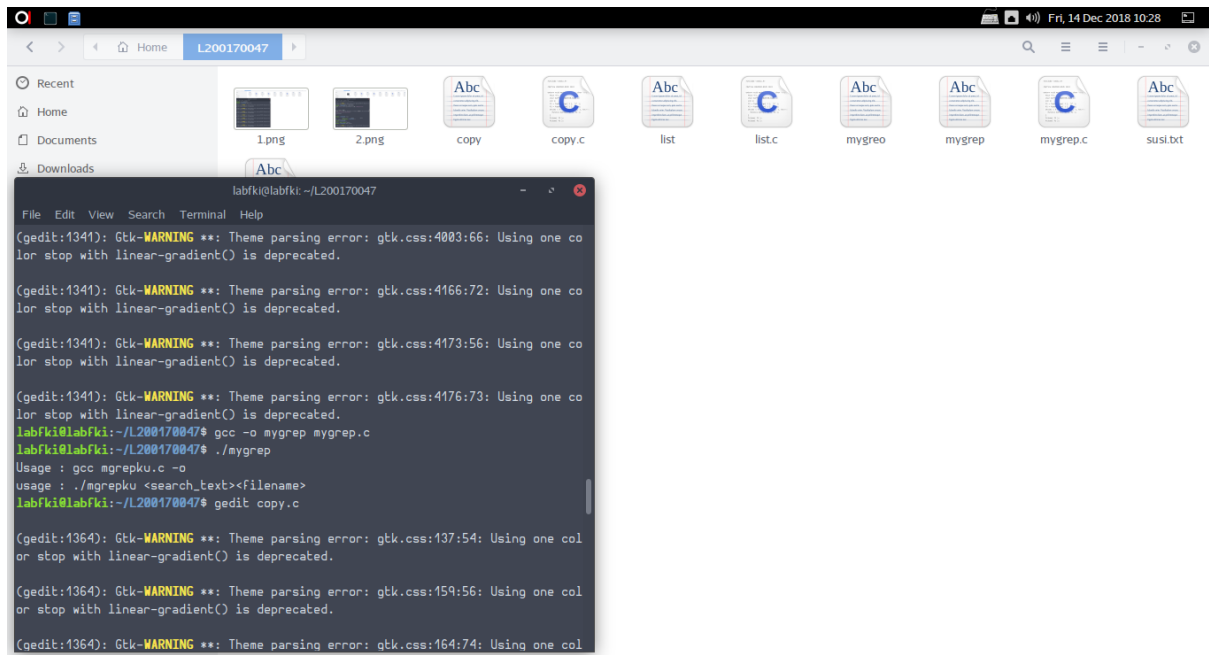 Fri, 14 Dec 2018 10:28
Home L200170047
Recent
Home
Documents
Downloads
Abc C Abc C Abc Abc C Abc
1.png 2.png copy copy.c list list.c mygreo mygrep mygrep.c susi.txt
Abc
labfki@labfki: ~/L200170047
File Edit View Search Terminal Help
(gedit:1341): Gtk-WARNING **: Theme parsing error: gtk.css:4003:66: Using one co
lor stop with linear-gradient() is deprecated.
(gedit:1341): Gtk-WARNING **: Theme parsing error: gtk.css:4166:72: Using one co
lor stop with linear-gradient() is deprecated.
(gedit:1341): Gtk-WARNING **: Theme parsing error: gtk.css:4173:56: Using one co
lor stop with linear-gradient() is deprecated.
(gedit:1341): Gtk-WARNING **: Theme parsing error: gtk.css:4176:73: Using one co
lor stop with linear-gradient() is deprecated.
labfki@labfki:~/L200170047$ gcc -o mygrep mygrep.c
labfki@labfki:~/L200170047$ ./mygrep
Usage : gcc mgrepku.c -o
usage : ./mgrepku <search_text><filename>
labfki@labfki:~/L200170047$ gedit copy.c
(gedit:1364): Gtk-WARNING **: Theme parsing error: gtk.css:137:54: Using one col
or stop with linear-gradient() is deprecated.
(gedit:1364): Gtk-WARNING **: Theme parsing error: gtk.css:159:56: Using one col
or stop with linear-gradient() is deprecated.
(gedit:1364): Gtk-WARNING **: Theme parsing error: gtk.css:164:74: Using one col